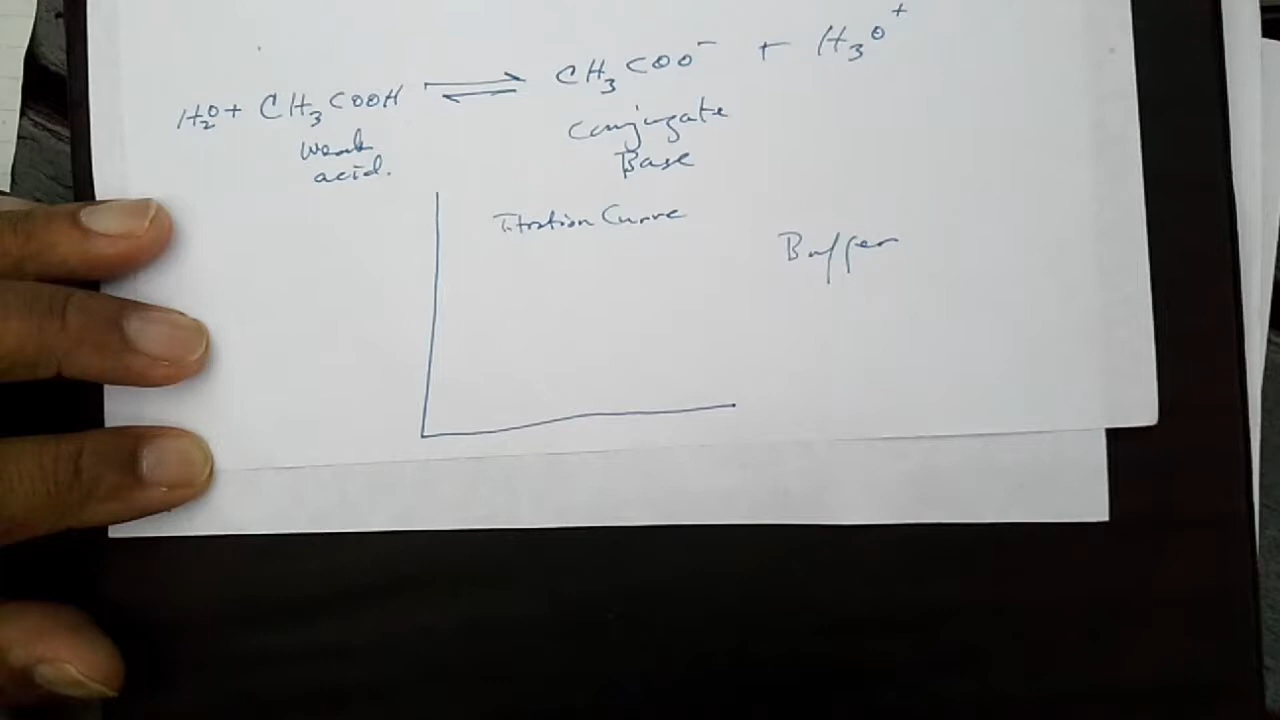 H₂O + CH₃COOH ⇌ CH₃COO⁻ + H₃O⁺
weak acid.
Conjugate Base
Titration Curve
Buffer